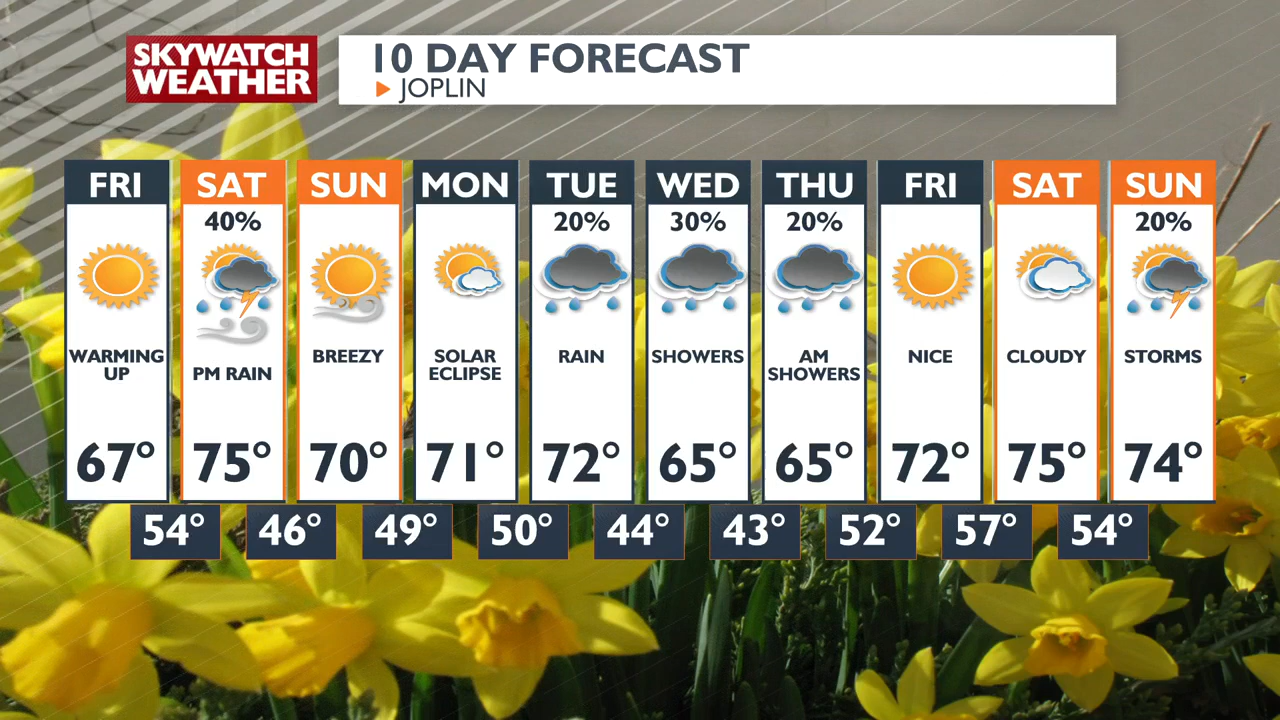 SKYWATCH
WEATHER
10 DAY FORECAST
JOPLIN
FRI
WARMING
UP
67°
SAT
40%
PM RAIN
75°
SUN
BREEZY
70°
MON
SOLAR
ECLIPSE
71°
TUE
20%
RAIN
72°
WED
30%
SHOWERS
65°
THU
20%
AM
SHOWERS
65°
FRI
NICE
72°
SAT
CLOUDY
75°
SUN
20%
STORMS
74°
54° 46° 49° 50° 44° 43° 52° 57° 54°